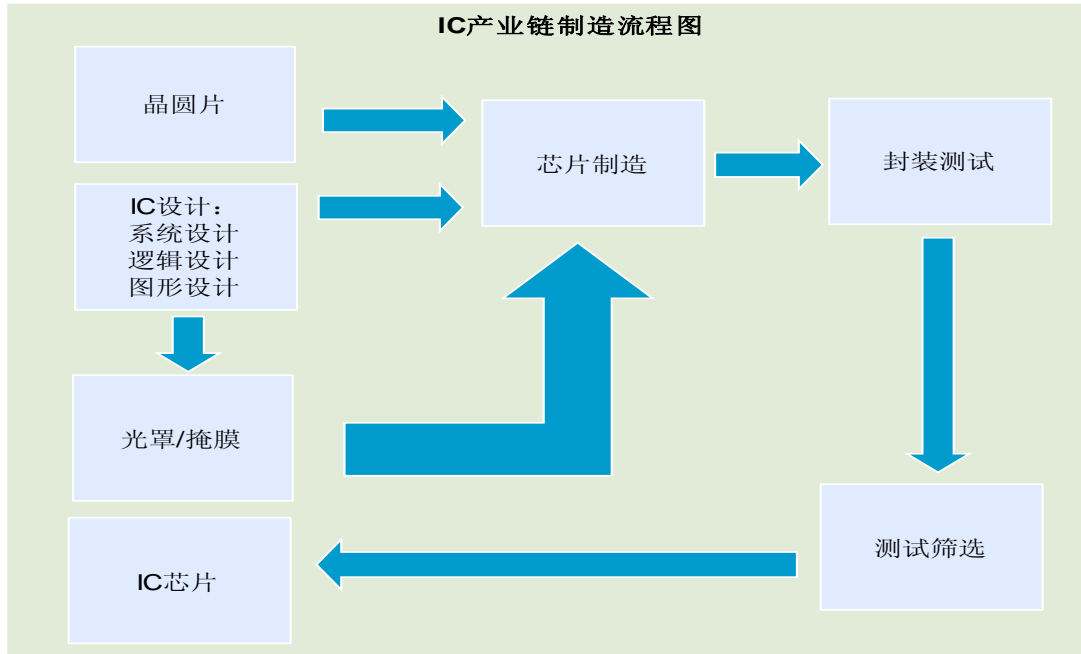 IC产业链制造流程图
晶圆片
IC设计：
系统设计
逻辑设计
图形设计
光罩/掩膜
IC芯片
芯片制造
封装测试
测试筛选